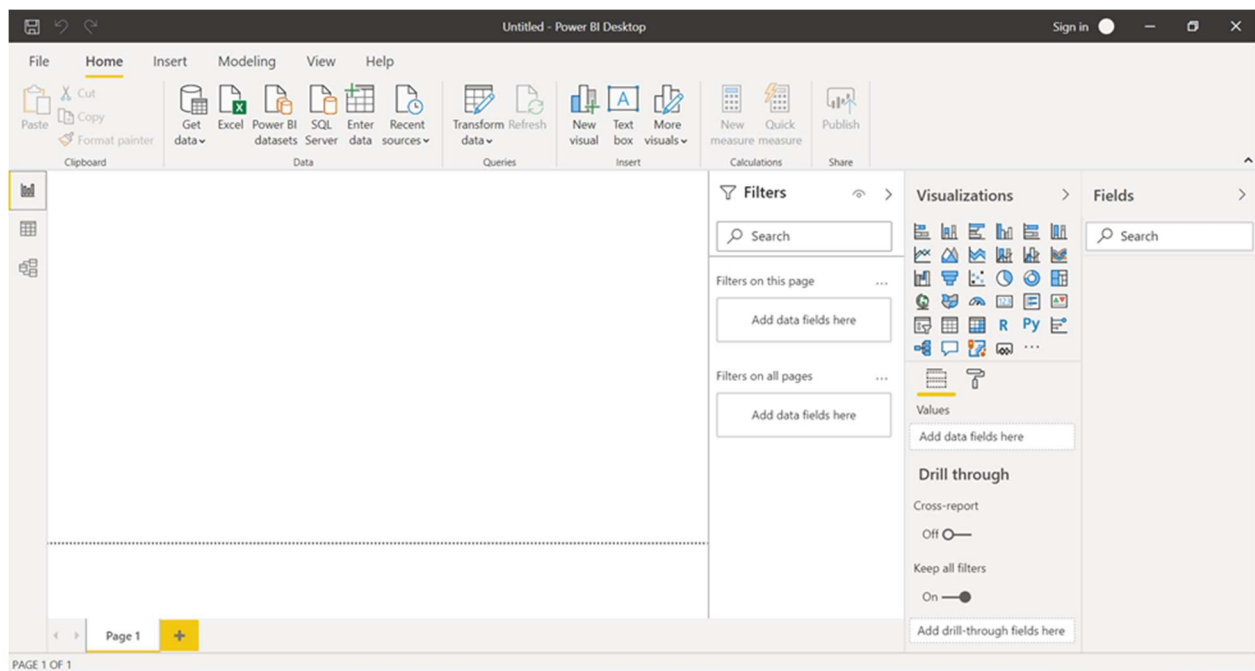 Untitled - Power BI Desktop
Sign in
File Home Insert Modeling View Help
Paste
Cut
Copy
Format painter
Clipboard
Get data
Excel
Power BI datasets
SQL Server
Enter data
Recent sources
Data
Transform data
Refresh
Queries
New visual
Text box
More visuals
Insert
New measure
Quick measure
Calculations
Publish
Share
Filters
Search
Filters on this page ...
Add data fields here
Filters on all pages ...
Add data fields here
Visualizations
R Py
123
...
Values
Add data fields here
Drill through
Cross-report
Off
Keep all filters
On
Add drill-through fields here
Fields
Search
Page 1 +
PAGE 1 OF 1